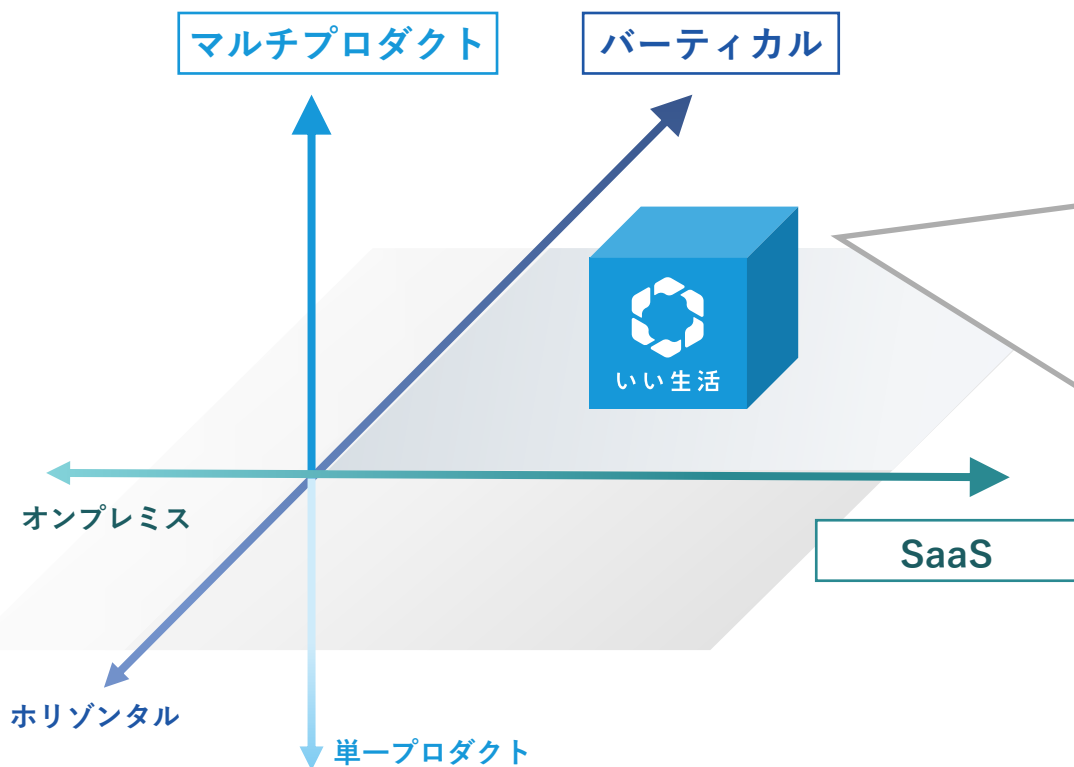 マルチプロダクト
バーティカル
いい生活
オンプレミス
SaaS
ホリゾンタル
単一プロダクト